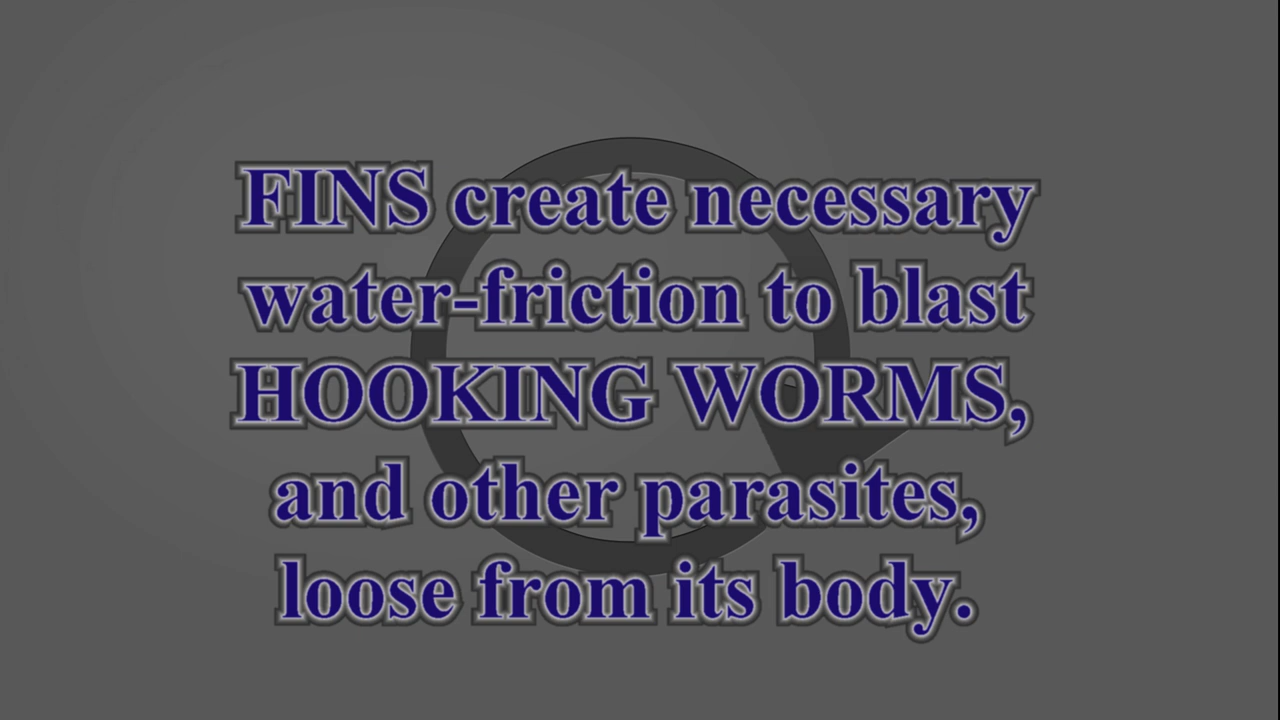 FINS create necessary
water-friction to blast
HOOKING WORMS,
and other parasites,
loose from its body.